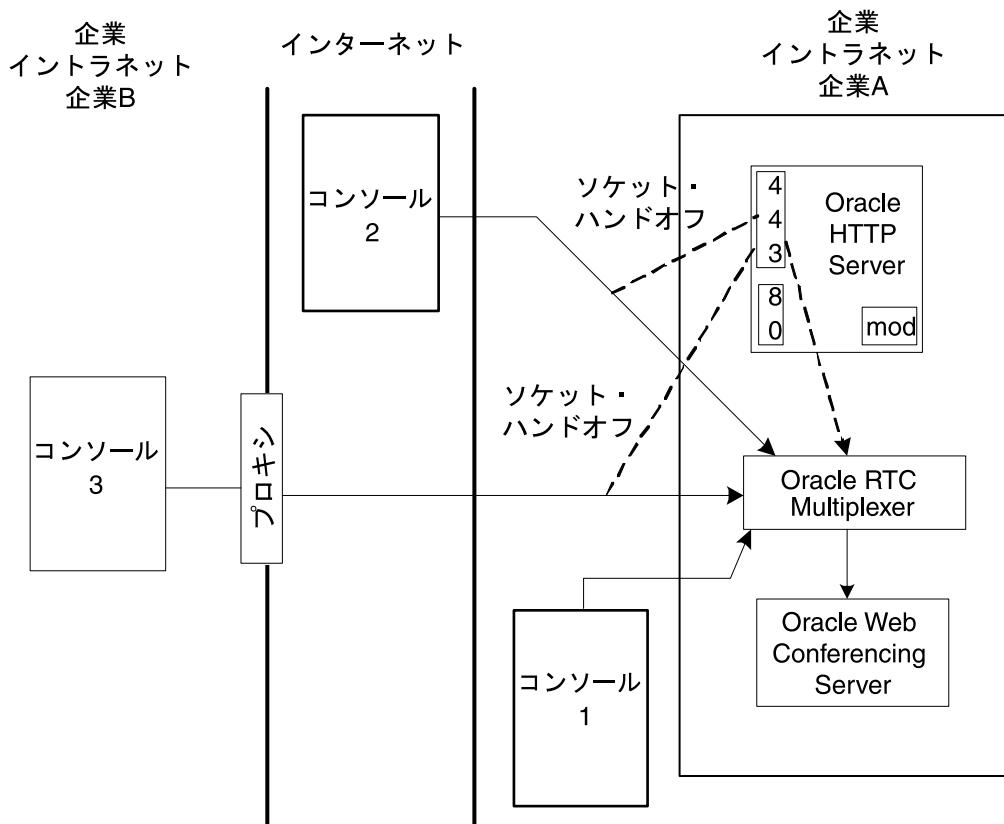 企業
イントラネット
企業B
インターネット
企業
イントラネット
企業A
コンソール
2
ソケット・
ハンドオフ
4
4
3
8
0
Oracle
HTTP
Server
mod
コンソール
3
プロキシ
ソケット・
ハンドオフ
Oracle RTC
Multiplexer
コンソール
1
Oracle Web
Conferencing
Server